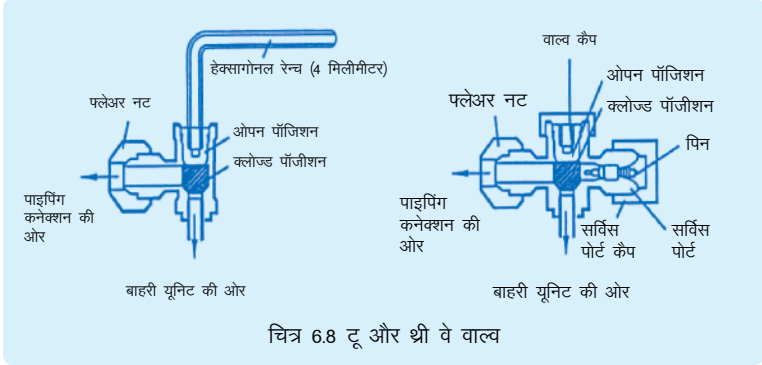 हेक्सागोनल रेन्च (4 मिलीमीटर)
फ्लेअर नट
ओपन पॉजिशन
क्लोज्ड पॉजीशन
पाइपिंग
कनेक्शन की
ओर
बाहरी यूनिट की ओर
वाल्व कैप
ओपन पॉजिशन
फ्लेअर नट
क्लोज्ड पॉजीशन
पिन
पाइपिंग
कनेक्शन की
ओर
सर्विस
पोर्ट कैप
सर्विस
पोर्ट
बाहरी यूनिट की ओर
चित्र 6.8 टू और थ्री वे वाल्व